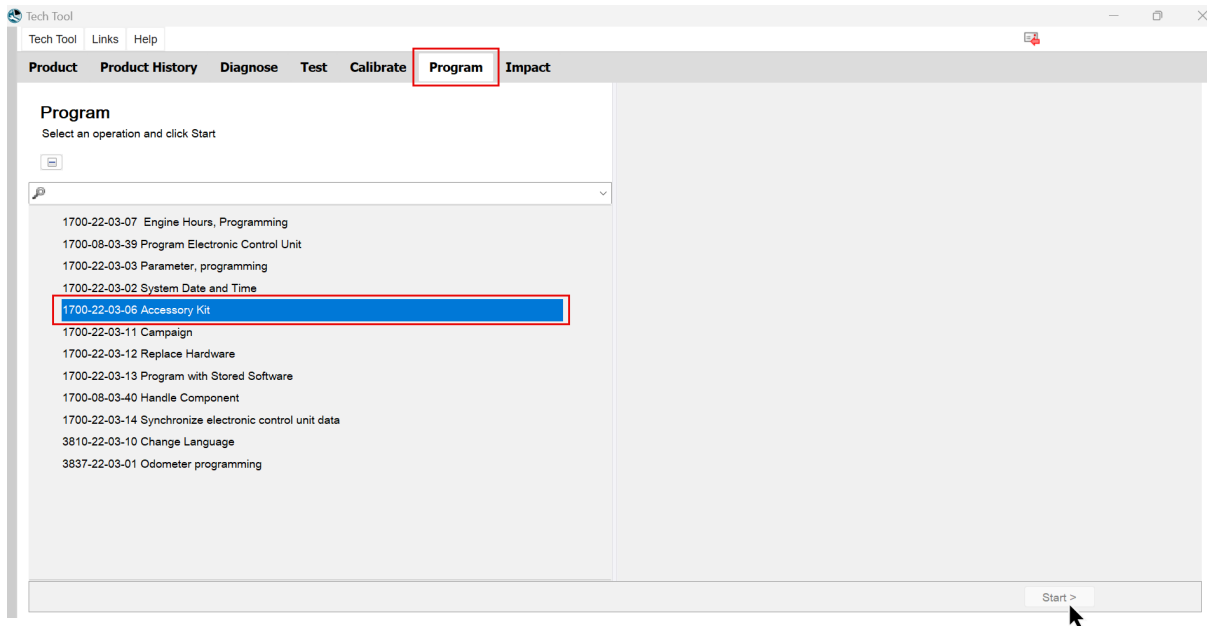 Tech Tool
Tech Tool Links Help
Product Product History Diagnose Test Calibrate Program Impact
Program
Select an operation and click Start
1700-22-03-07 Engine Hours, Programming
1700-08-03-39 Program Electronic Control Unit
1700-22-03-03 Parameter, programming
1700-22-03-02 System Date and Time
1700-22-03-06 Accessory Kit
1700-22-03-11 Campaign
1700-22-03-12 Replace Hardware
1700-22-03-13 Program with Stored Software
1700-08-03-40 Handle Component
1700-22-03-14 Synchronize electronic control unit data
3810-22-03-10 Change Language
3837-22-03-01 Odometer programming
Start >